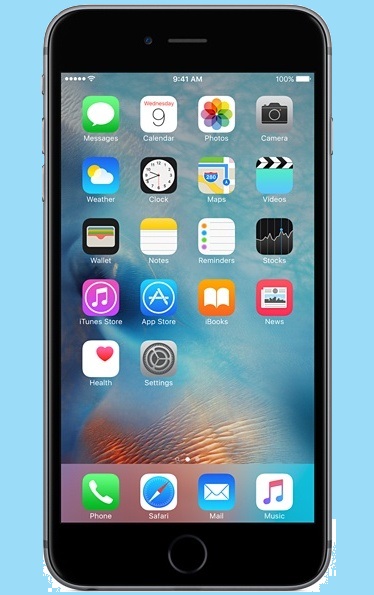 9:41 AM 100%
Wednesday
9
Messages Calendar Photos Camera
280
Weather Clock Maps Videos
Wallet Notes Reminders Stocks
iTunes Store App Store iBooks News
Health Settings
Phone Safari Mail Music